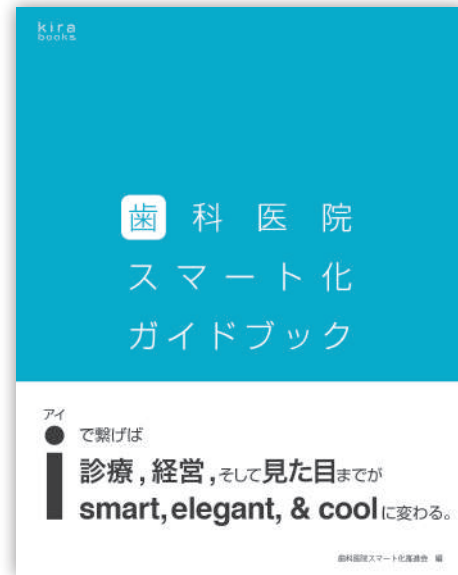 kira
books
歯科医院
スマート化
ガイドブック
アイ
i で繋げば
診療,経営,そして見た目までが
smart, elegant, & coolに変わる。
歯科医院スマート化推進会 編